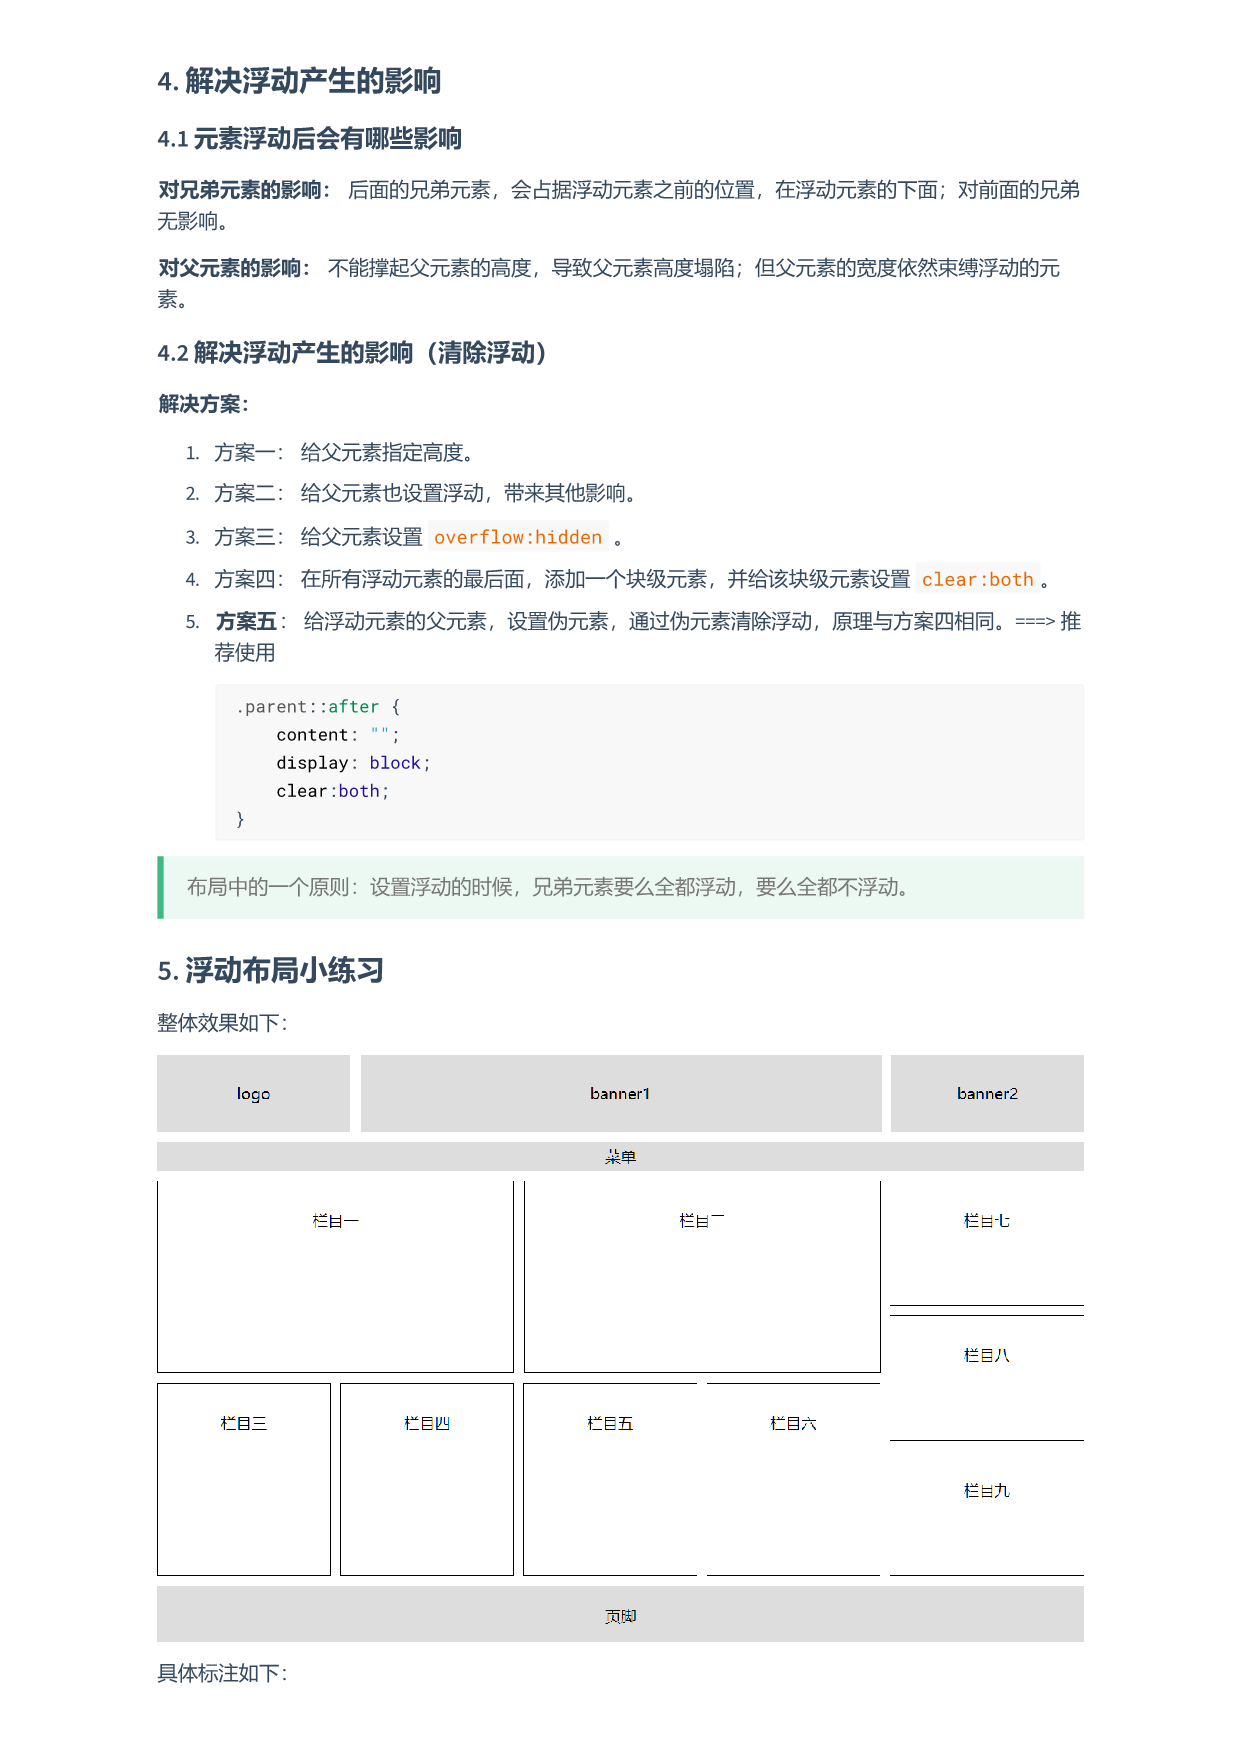 4. 解决浮动产生的影响
4.1 元素浮动后会有哪些影响
对兄弟元素的影响： 后面的兄弟元素，会占据浮动元素之前的位置，在浮动元素的下面；对前面的兄弟
无影响。
对父元素的影响： 不能撑起父元素的高度，导致父元素高度塌陷；但父元素的宽度依然束缚浮动的元
素。
4.2 解决浮动产生的影响（清除浮动）
解决方案：
1. 方案一： 给父元素指定高度。
2. 方案二： 给父元素也设置浮动，带来其他影响。
3. 方案三： 给父元素设置 overflow:hidden 。
4. 方案四： 在所有浮动元素的最后面，添加一个块级元素，并给该块级元素设置 clear:both 。
5. 方案五： 给浮动元素的父元素，设置伪元素，通过伪元素清除浮动，原理与方案四相同。===> 推
荐使用
.parent::after {
content: "";
display: block;
clear:both;
}
布局中的一个原则：设置浮动的时候，兄弟元素要么全都浮动，要么全都不浮动。
5. 浮动布局小练习
整体效果如下：
logo banner1 banner2
菜单
栏目一 栏目二 栏目七
栏目八
栏目三 栏目四 栏目五 栏目六
栏目九
页脚
具体标注如下：